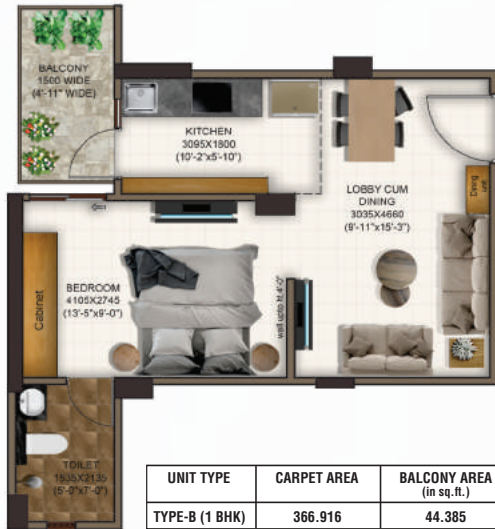 BALCONY
1500 WIDE
(4'-11" WIDE)
KITCHEN
3095X1800
(10'-2"x5'-10")
LOBBY CUM
DINING
3035X4660
(9'-11"x15'-3")
Dining
unit
BEDROOM
4105X2745
(13'-5"x9'-0")
Cabinet
wall upto ht 4'-0"
TOILET
1535X2135
(5'-0"x7'-0")
UNIT TYPE CARPET AREA BALCONY AREA
(in sq.ft.)
TYPE-B (1 BHK) 366.916 44.385